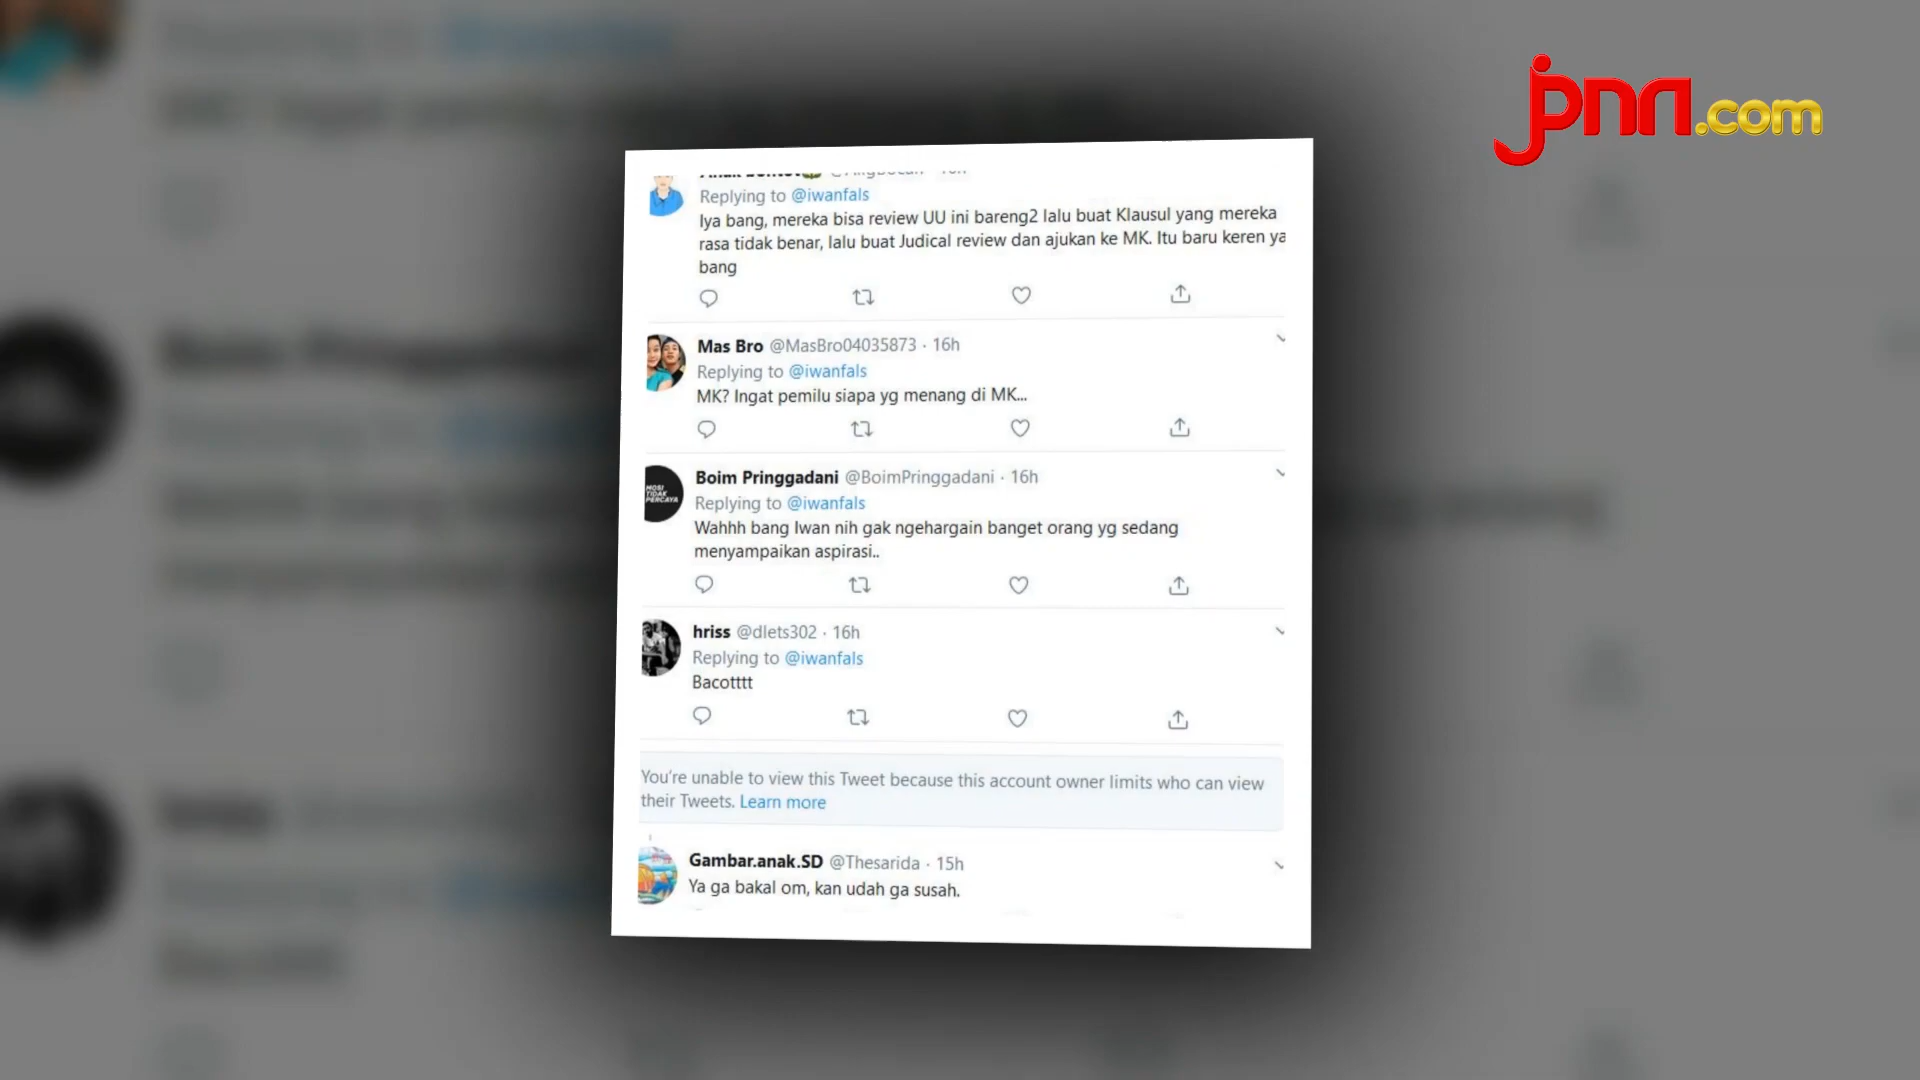 jpnn.com
Replying to @iwanfals
Iya bang, mereka bisa review UU ini bareng2 lalu buat Klausul yang mereka
rasa tidak benar, lalu buat Judical review dan ajukan ke MK. Itu baru keren ya
bang
Mas Bro @MasBro04035873 · 16h
Replying to @iwanfals
MK? Ingat pemilu siapa yg menang di MK...
MOSI
TIDAK
PERCAYA
Boim Pringgadani @BoimPringgadani · 16h
Replying to @iwanfals
Wahhh bang Iwan nih gak ngehargain banget orang yg sedang
menyampaikan aspirasi..
hriss @dlets302 · 16h
Replying to @iwanfals
Bacotttt
You're unable to view this Tweet because this account owner limits who can view
their Tweets. Learn more
Gambar.anak.SD @Thesarida · 15h
Ya ga bakal om, kan udah ga susah.